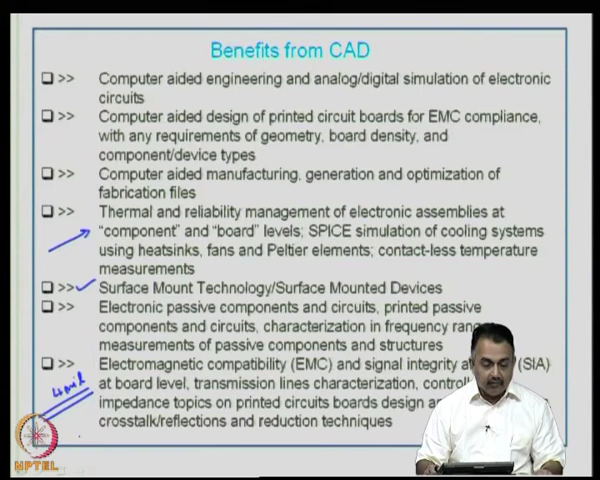 Benefits from CAD
>> Computer aided engineering and analog/digital simulation of electronic
circuits
>> Computer aided design of printed circuit boards for EMC compliance,
with any requirements of geometry, board density, and
component/device types
>> Computer aided manufacturing, generation and optimization of
fabrication files
>> Thermal and reliability management of electronic assemblies at
"component" and "board" levels; SPICE simulation of cooling systems
using heatsinks, fans and Peltier elements; contact-less temperature
measurements
>> Surface Mount Technology/Surface Mounted Devices
>> Electronic passive components and circuits, printed passive
components and circuits, characterization in frequency
measurements of passive components and structures
>> Electromagnetic compatibility (EMC) and signal integrity (SIA)
at board level, transmission lines characterization,
impedance topics on printed circuits boards design
crosstalk/reflections and reduction techniques
NPTEL